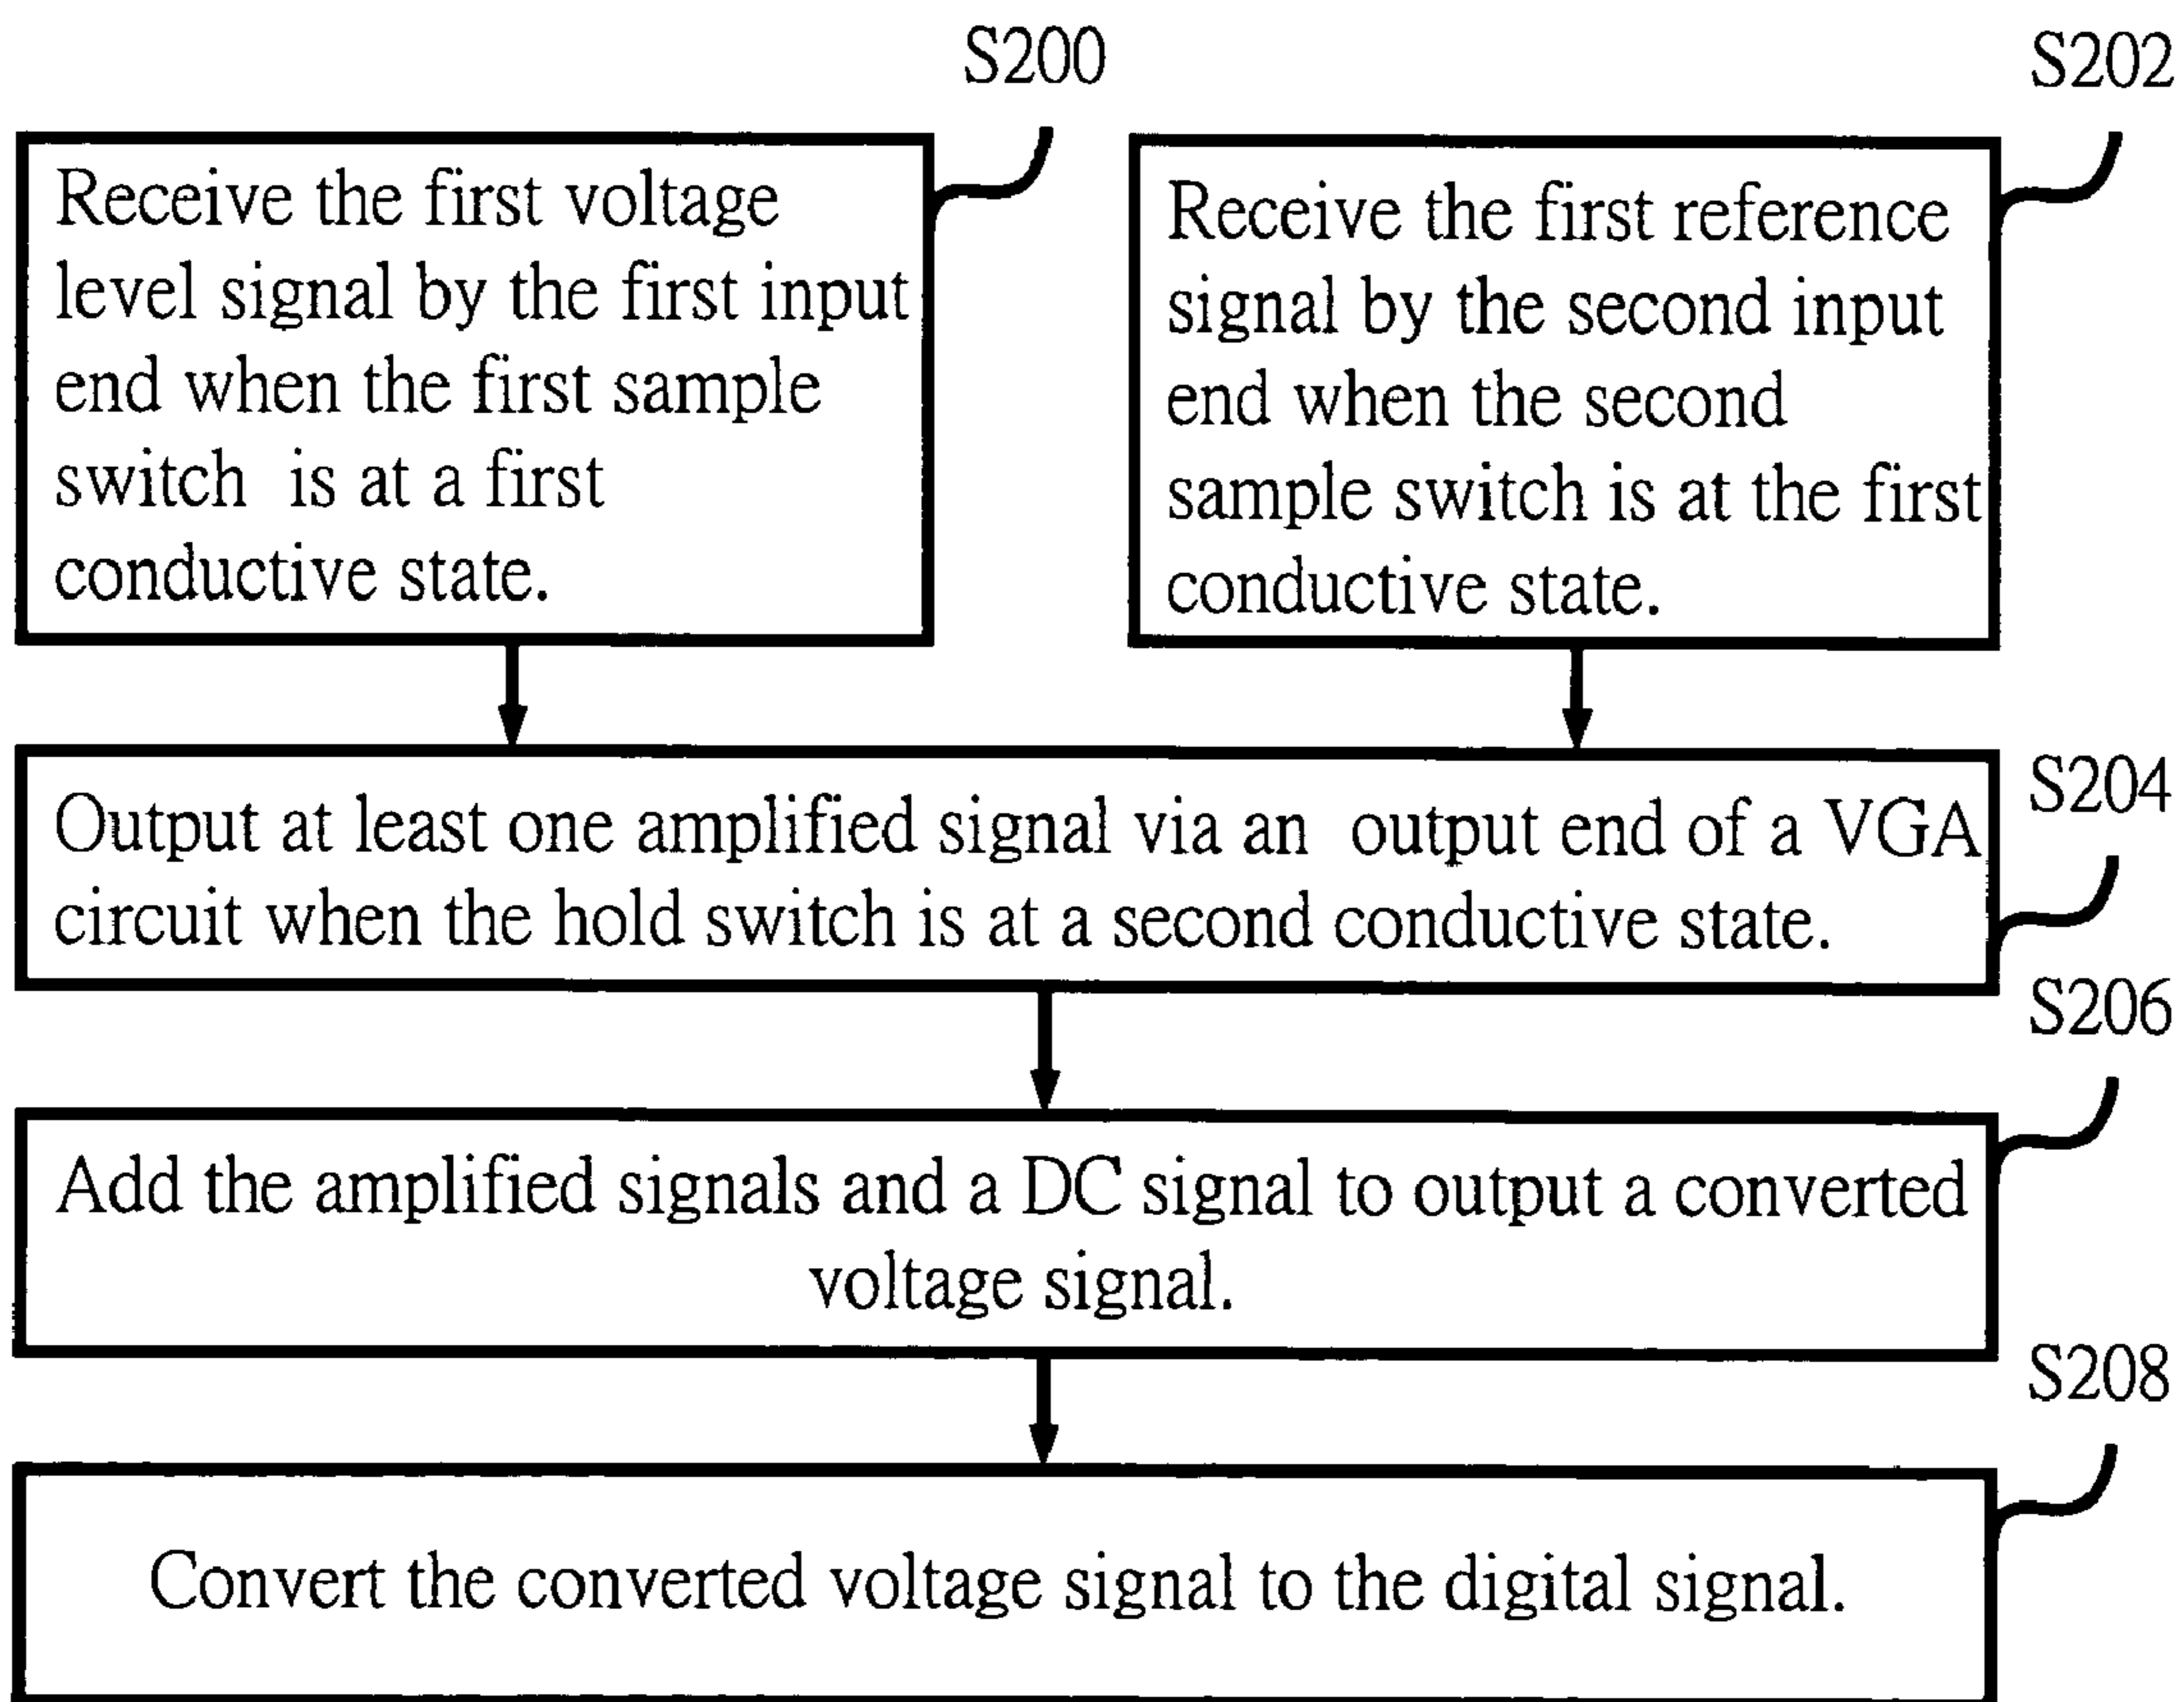 S200
Receive the first voltage
level signal by the first input
end when the first sample
switch is at a first
conductive state.
S202
Receive the first reference
signal by the second input
end when the second
sample switch is at the first
conductive state.
S204
Output at least one amplified signal via an output end of a VGA
circuit when the hold switch is at a second conductive state.
S206
Add the amplified signals and a DC signal to output a converted
voltage signal.
S208
Convert the converted voltage signal to the digital signal.